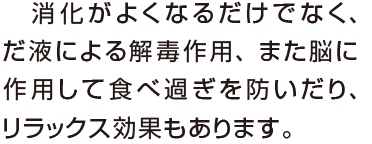 消化がよくなるだけでなく、
だ液による解毒作用、また脳に
作用して食べ過ぎを防いだり、
リラックス効果もあります。